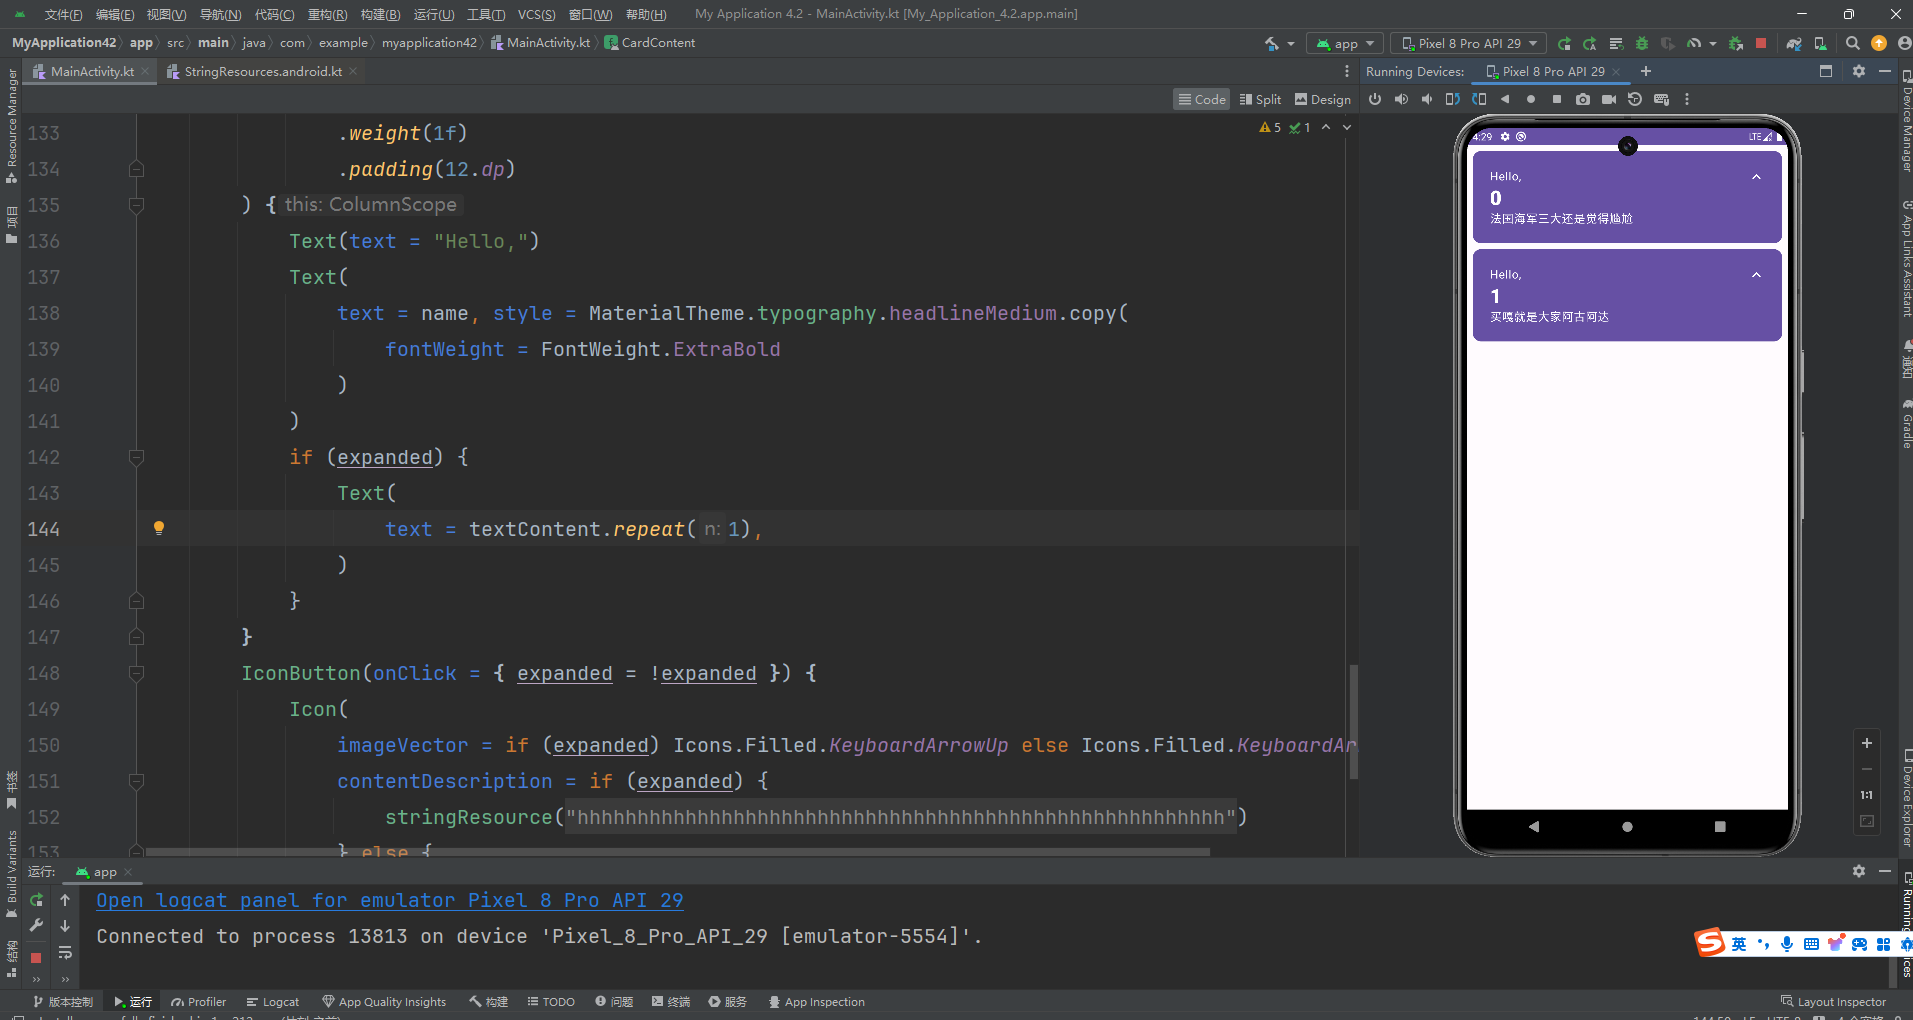 文件(F) 编辑(E) 视图(V) 导航(N) 代码(C) 重构(R) 构建(B) 运行(U) 工具(T) VCS(S) 窗口(W) 帮助(H) My Application 4.2 - MainActivity.kt [My_Application_4.2.app.main]
MyApplication42 app src main java com example myapplication42 MainActivity.kt CardContent
app Pixel 8 Pro API 29
MainActivity.kt StringResources.android.kt
Running Devices: Pixel 8 Pro API 29
Code Split Design
5 1
133 .weight(1f)
134 .padding(12.dp)
135 ) { this: ColumnScope
136 Text(text = "Hello,")
137 Text(
138 text = name, style = MaterialTheme.typography.headlineMedium.copy(
139 fontWeight = FontWeight.ExtraBold
140 )
141 )
142 if (expanded) {
143 Text(
144 text = textContent.repeat( n: 1),
145 )
146 }
147 }
148 IconButton(onClick = { expanded = !expanded }) {
149 Icon(
150 imageVector = if (expanded) Icons.Filled.KeyboardArrowUp else Icons.Filled.KeyboardAr
151 contentDescription = if (expanded) {
152 stringResource("hhhhhhhhhhhhhhhhhhhhhhhhhhhhhhhhhhhhhhhhhhhhhhhhhhhhhh")
153 } else {
4:29 LTE
Hello,
0
法国海军三大还是觉得尴尬
Hello,
1
买嘎就是大家阿古阿达
1:1
Resource Manager
项目
书签
Build Variants
结构
Device Manager
App Links Assistant
通知
Gradle
Device Explorer
Running Devices
运行: app
Open logcat panel for emulator Pixel 8 Pro API 29
Connected to process 13813 on device 'Pixel_8_Pro_API_29 [emulator-5554]'.
英
版本控制 运行 Profiler Logcat App Quality Insights 构建 TODO 问题 终端 服务 App Inspection Layout Inspector